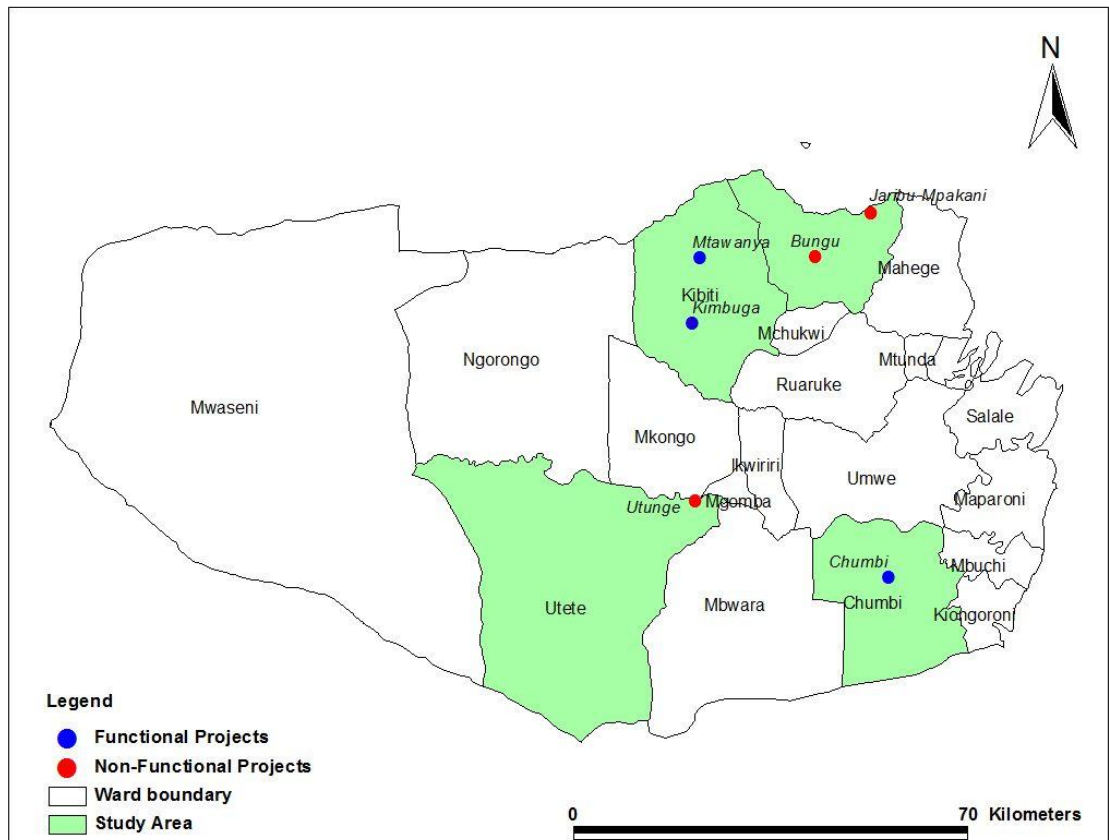 N
Jaribu-Mpakani
Mtawanya
Bungu
Mahege
Kibiti
Kimbuga
Mchukwi
Ngorongo
Mtunda
Ruaruke
Mwaseni
Salale
Mkongo
Ikwiriri
Umwe
Maparoni
Utunge
Mgomba
Chumbi
Mbuchi
Utete
Mbwara
Chumbi
Kiongoroni
Legend
Functional Projects
Non-Functional Projects
Ward boundary
Study Area
0 70 Kilometers